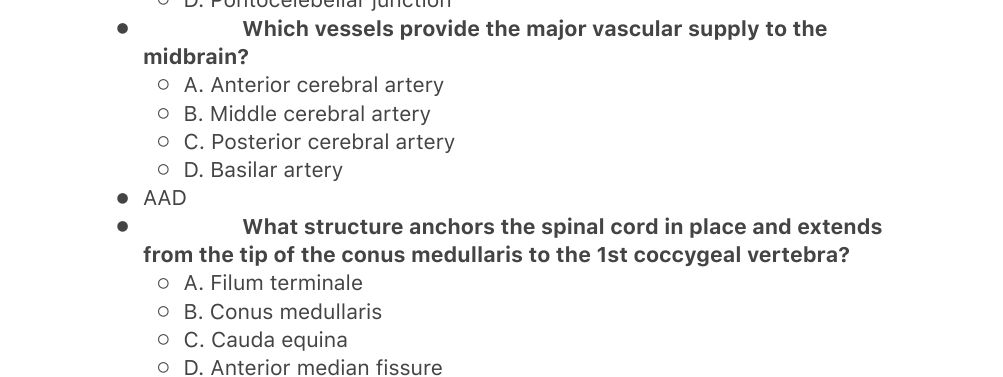 D. Pontocelebellar junction
Which vessels provide the major vascular supply to the
midbrain?
A. Anterior cerebral artery
B. Middle cerebral artery
C. Posterior cerebral artery
D. Basilar artery
AAD
What structure anchors the spinal cord in place and extends
from the tip of the conus medullaris to the 1st coccygeal vertebra?
A. Filum terminale
B. Conus medullaris
C. Cauda equina
D. Anterior median fissure